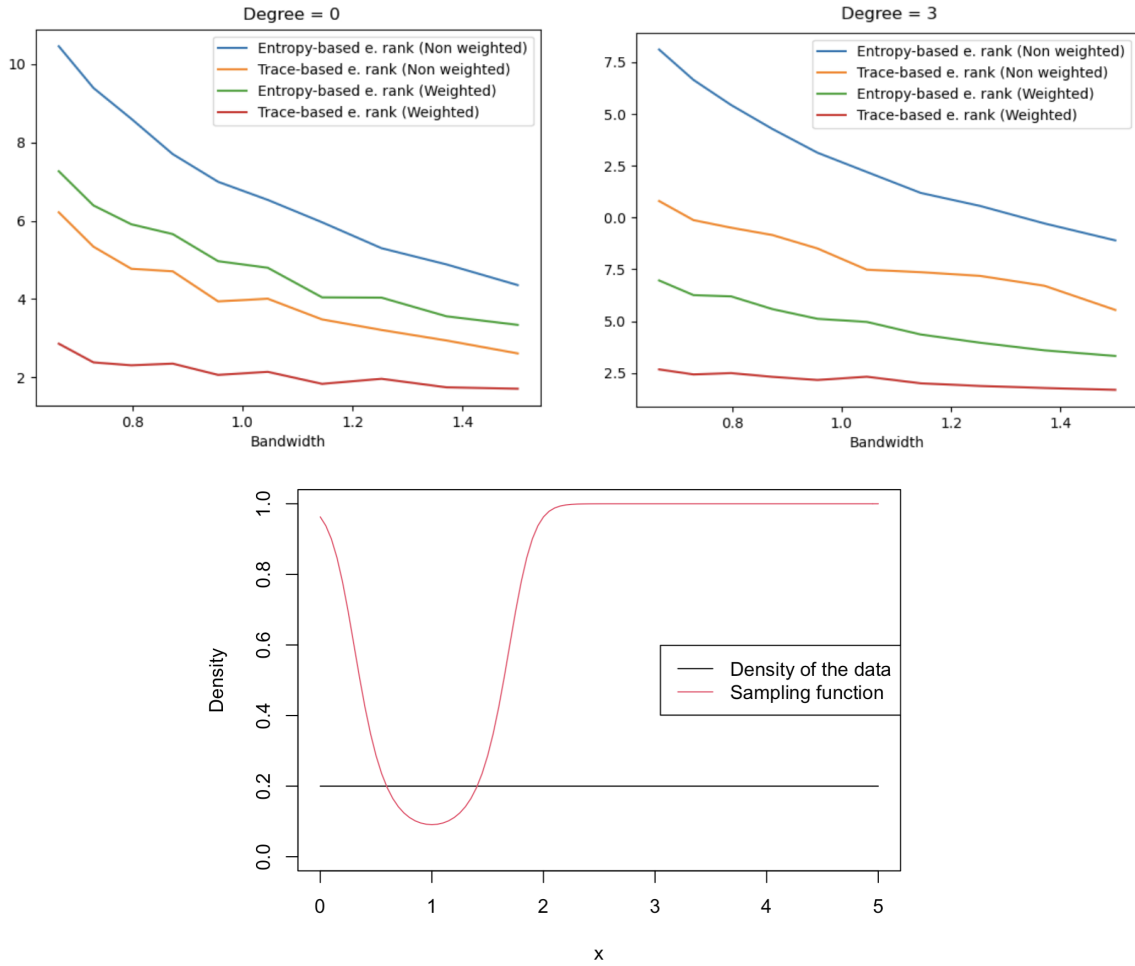 Degree = 0
10
8
6
4
2
Entropy-based e. rank (Non weighted)
Trace-based e. rank (Non weighted)
Entropy-based e. rank (Weighted)
Trace-based e. rank (Weighted)
0.8 1.0 1.2 1.4
Bandwidth
Degree = 3
7.5
5.0
2.5
0.0
7.5
5.0
2.5
Entropy-based e. rank (Non weighted)
Trace-based e. rank (Non weighted)
Entropy-based e. rank (Weighted)
Trace-based e. rank (Weighted)
0.8 1.0 1.2 1.4
Bandwidth
Density
1.0
0.8
0.6
0.4
0.2
0.0
Density of the data
Sampling function
0 1 2 3 4 5
x